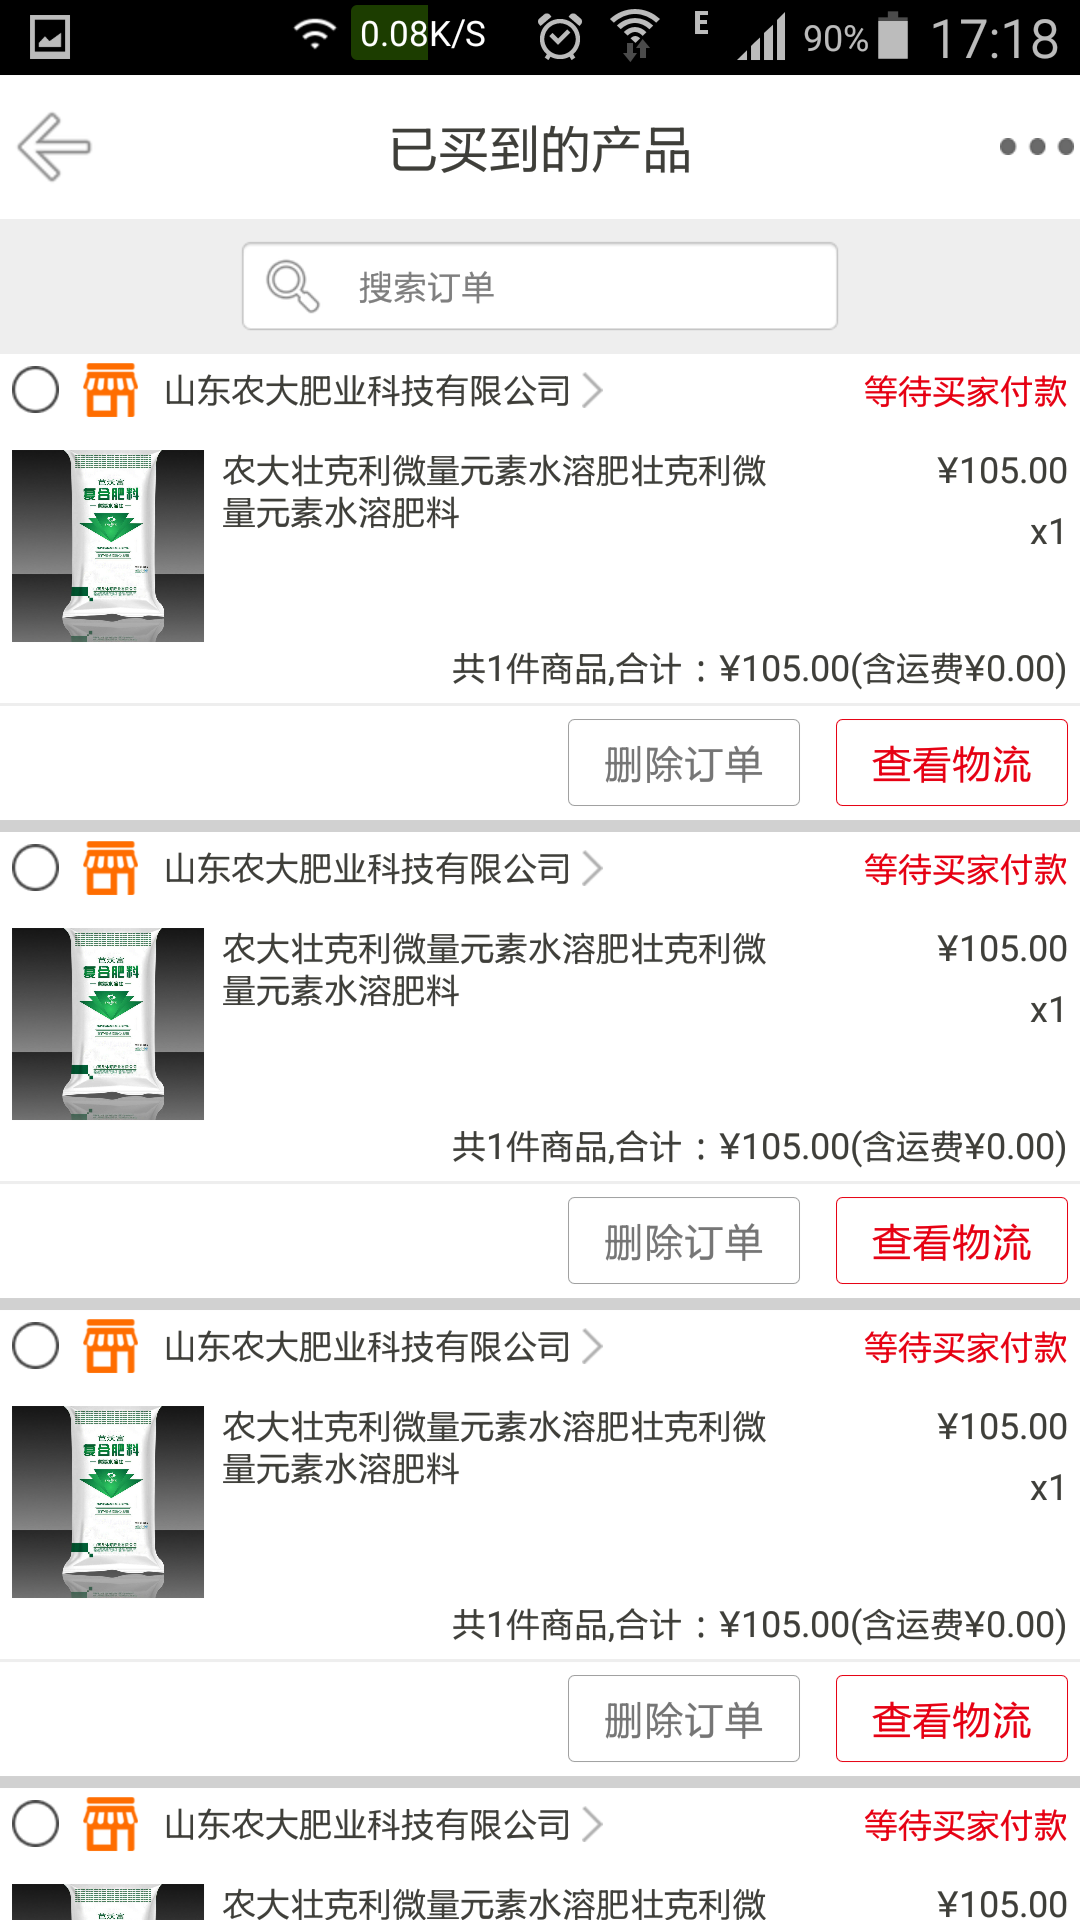 0.08K/S E 90% 17:18
已买到的产品
搜索订单
山东农大肥业科技有限公司 等待买家付款
复合肥料
农大壮克利微量元素水溶肥壮克利微 ¥105.00
量元素水溶肥料
x1
共1件商品,合计：¥105.00(含运费¥0.00)
删除订单 查看物流
山东农大肥业科技有限公司 等待买家付款
复合肥料
农大壮克利微量元素水溶肥壮克利微 ¥105.00
量元素水溶肥料
x1
共1件商品,合计：¥105.00(含运费¥0.00)
删除订单 查看物流
山东农大肥业科技有限公司 等待买家付款
复合肥料
农大壮克利微量元素水溶肥壮克利微 ¥105.00
量元素水溶肥料
x1
共1件商品,合计：¥105.00(含运费¥0.00)
删除订单 查看物流
山东农大肥业科技有限公司 等待买家付款
农大壮克利微量元素水溶肥壮克利微 ¥105.00